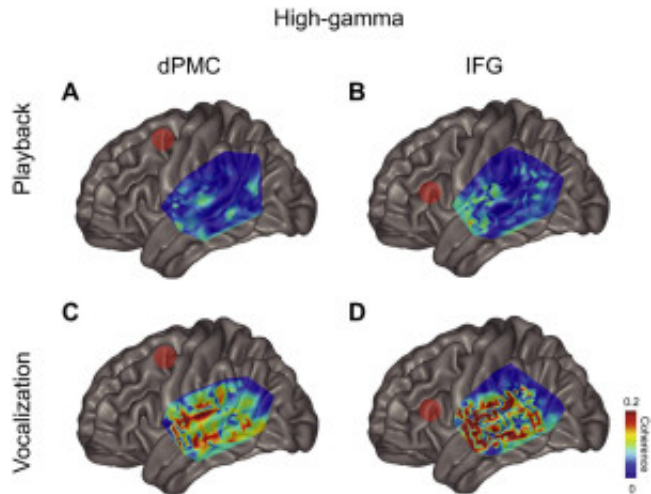 High-gamma
dPMC
IFG
A
B
Playback
C
D
Vocalization
0.2
Coherence
0